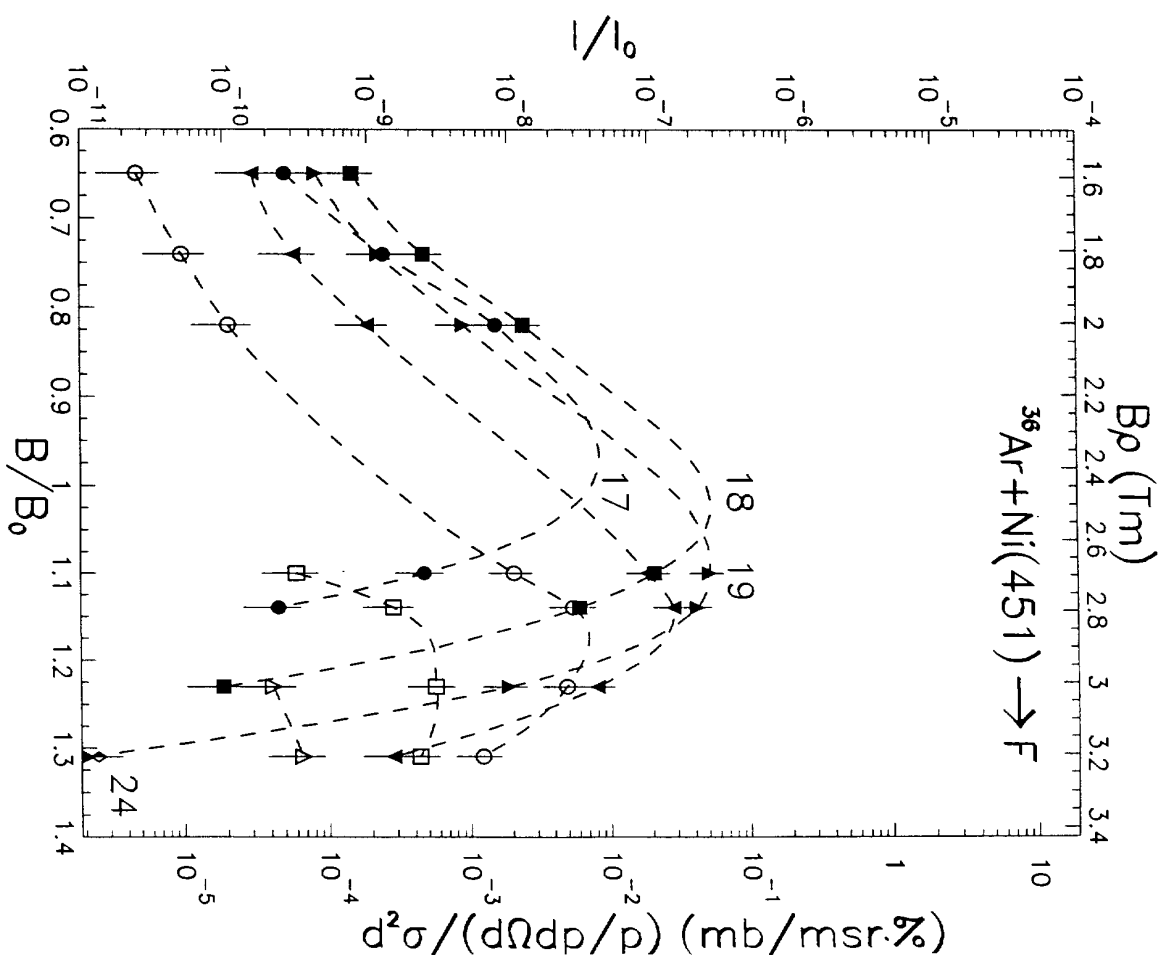 Bρ (Tm)
1.6 1.8 2 2.2 2.4 2.6 2.8 3 3.2 3.4
I/I₀
10⁻⁴
10⁻⁵
10⁻⁶
10⁻⁷
10⁻⁸
10⁻⁹
10⁻¹⁰
10⁻¹¹
³⁶Ar+Ni(451) → F
17
18
19
24
10
1
10⁻¹
10⁻²
10⁻³
10⁻⁴
10⁻⁵
d²σ/(dΩdp/p) (mb/msr.%)
0.6 0.7 0.8 0.9 1 1.1 1.2 1.3 1.4
B/B₀